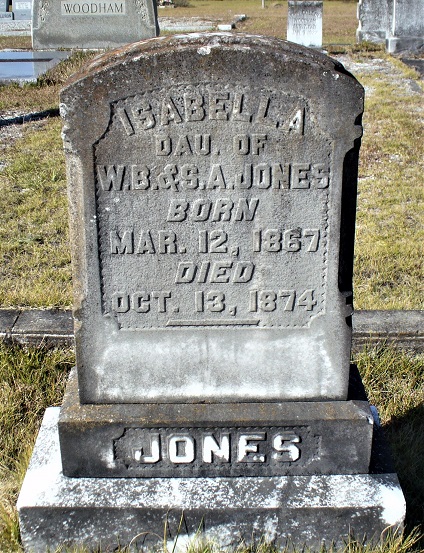 WOODHAM
ISABELLA
DAU. OF
W.B.&S.A.JONES
BORN
MAR. 12, 1867
DIED
OCT. 13, 1874
JONES